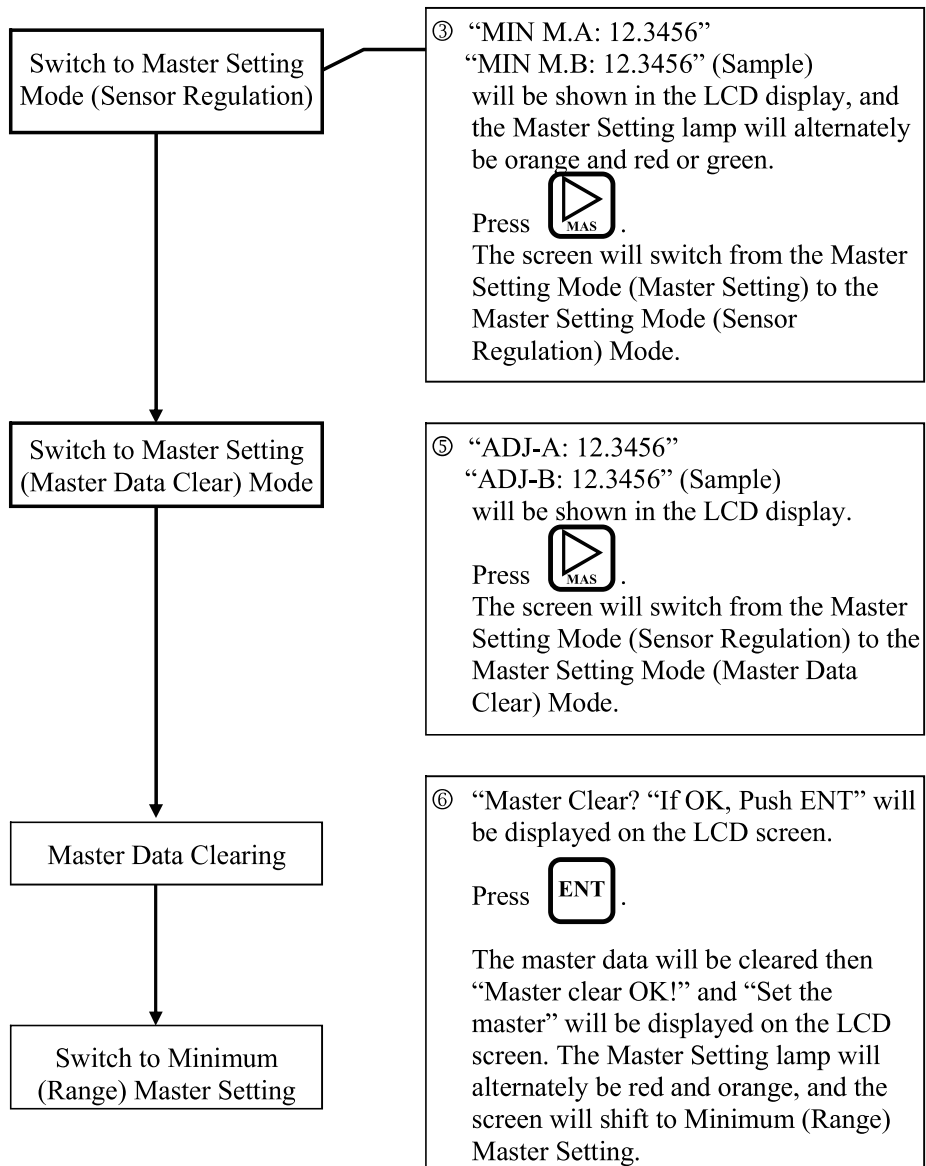 Switch to Master Setting
Mode (Sensor Regulation)
③ “MIN M.A: 12.3456”
“MIN M.B: 12.3456” (Sample)
will be shown in the LCD display, and
the Master Setting lamp will alternately
be orange and red or green.
Press MAS .
The screen will switch from the Master
Setting Mode (Master Setting) to the
Master Setting Mode (Sensor
Regulation) Mode.
Switch to Master Setting
(Master Data Clear) Mode
⑤ “ADJ-A: 12.3456”
“ADJ-B: 12.3456” (Sample)
will be shown in the LCD display.
Press MAS .
The screen will switch from the Master
Setting Mode (Sensor Regulation) to the
Master Setting Mode (Master Data
Clear) Mode.
Master Data Clearing
⑥ “Master Clear? “If OK, Push ENT” will
be displayed on the LCD screen.
Press ENT .
The master data will be cleared then
“Master clear OK!” and “Set the
master” will be displayed on the LCD
screen. The Master Setting lamp will
alternately be red and orange, and the
screen will shift to Minimum (Range)
Master Setting.
Switch to Minimum
(Range) Master Setting